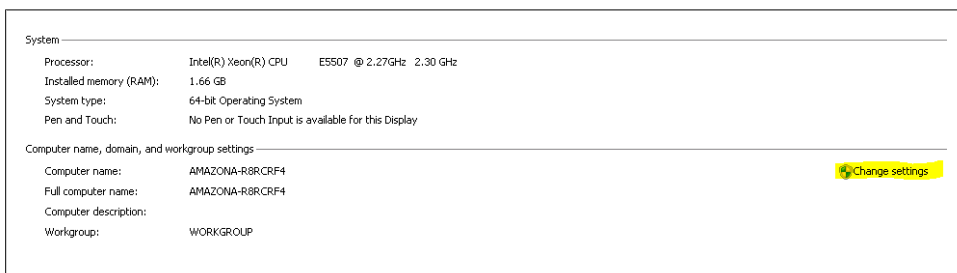 System
Processor: Intel(R) Xeon(R) CPU E5507 @ 2.27GHz 2.30 GHz
Installed memory (RAM): 1.66 GB
System type: 64-bit Operating System
Pen and Touch: No Pen or Touch Input is available for this Display
Computer name, domain, and workgroup settings
Computer name: AMAZONA-R8RCRF4 Change settings
Full computer name: AMAZONA-R8RCRF4
Computer description:
Workgroup: WORKGROUP